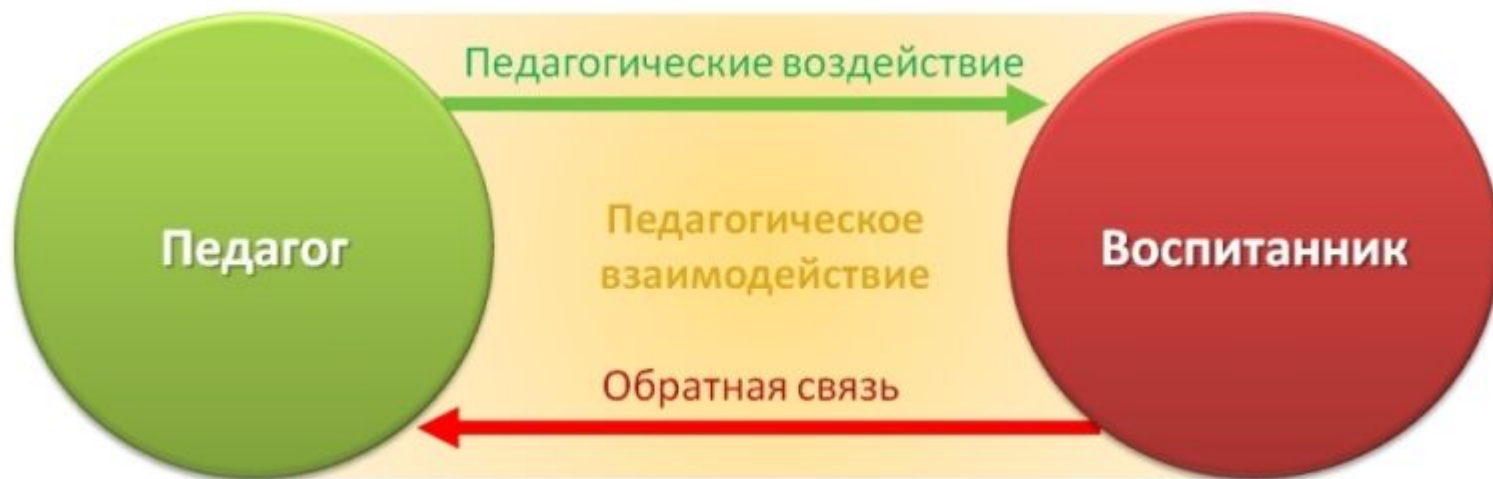 Педагогические воздействие
Педагог
Педагогическое
взаимодействие
Воспитанник
Обратная связь